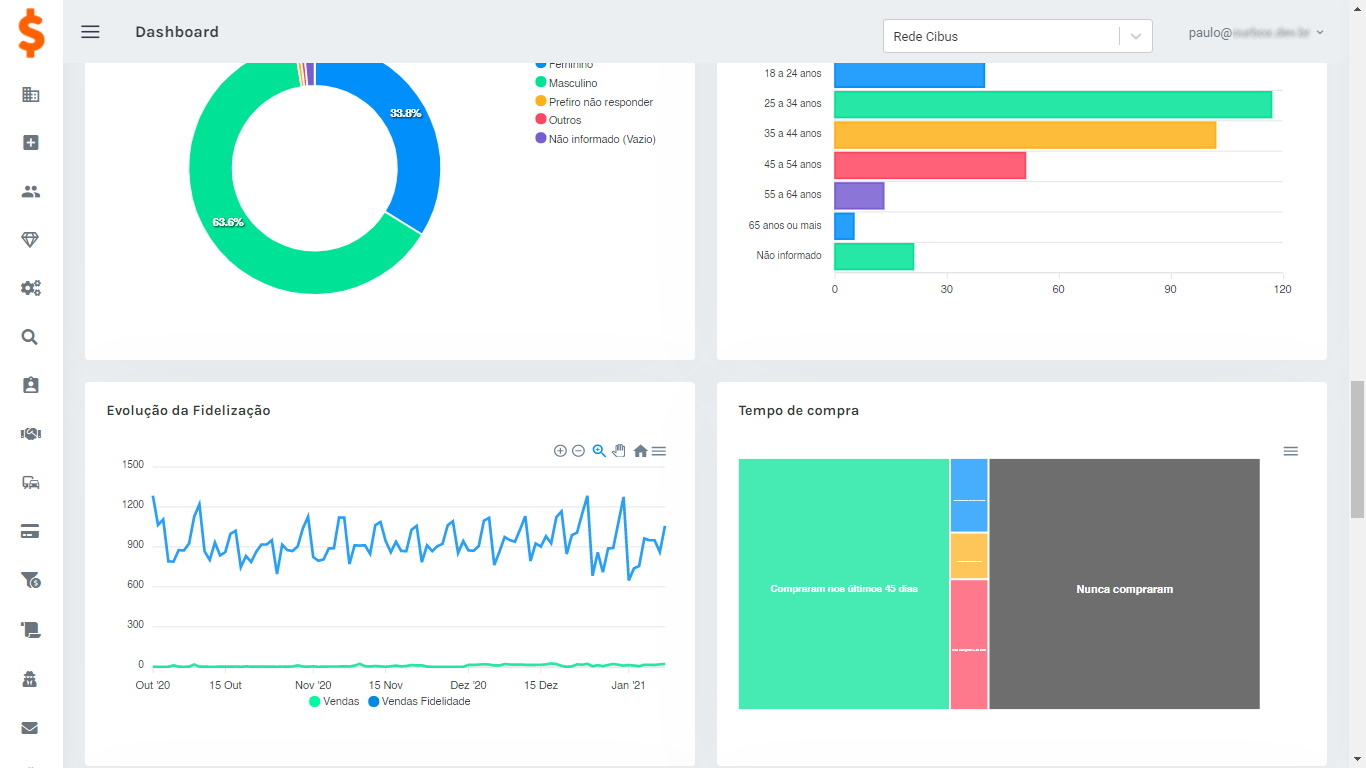 Dashboard
Rede Cibus
paulo@
33.8%
63.6%
Feminino
Masculino
Prefiro não responder
Outros
Não informado (Vazio)
18 a 24 anos
25 a 34 anos
35 a 44 anos
45 a 54 anos
55 a 64 anos
65 anos ou mais
Não informado
0 30 60 90 120
Evolução da Fidelização
1500
1200
900
600
300
0
Out '20 15 Out Nov '20 15 Nov Dez '20 15 Dez Jan '21
Vendas Vendas Fidelidade
Tempo de compra
Compraram nos últimos 45 dias
Nunca compraram